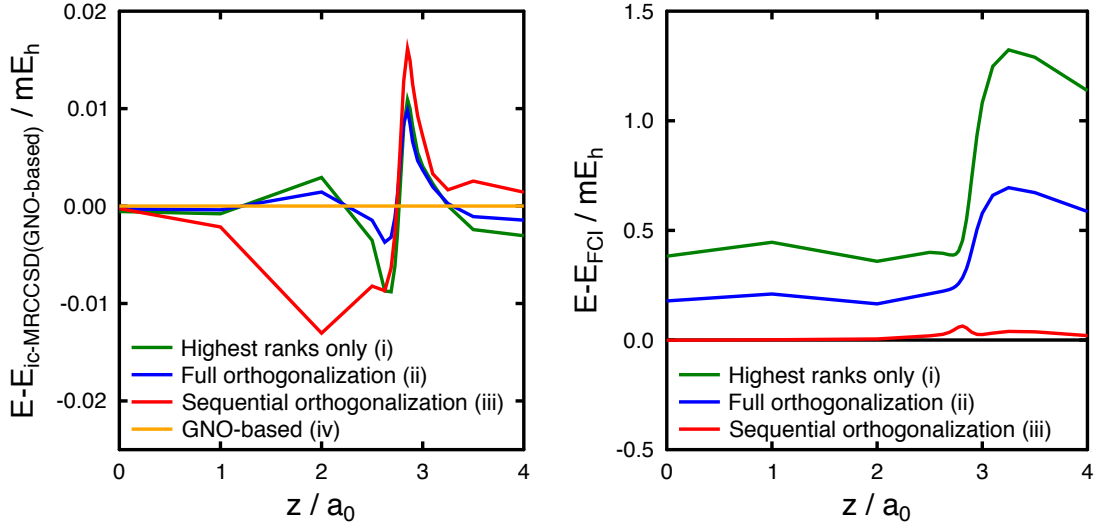 0.02
0.01
0.00
-0.01
-0.02
E-E_ic-MRCCSD(GNO-based) / mE_h
Highest ranks only (i)
Full orthogonalization (ii)
Sequential orthogonalization (iii)
GNO-based (iv)
0 1 2 3 4
z / a_0
1.5
1.0
0.5
0.0
-0.5
E-E_FCI / mE_h
Highest ranks only (i)
Full orthogonalization (ii)
Sequential orthogonalization (iii)
0 1 2 3 4
z / a_0